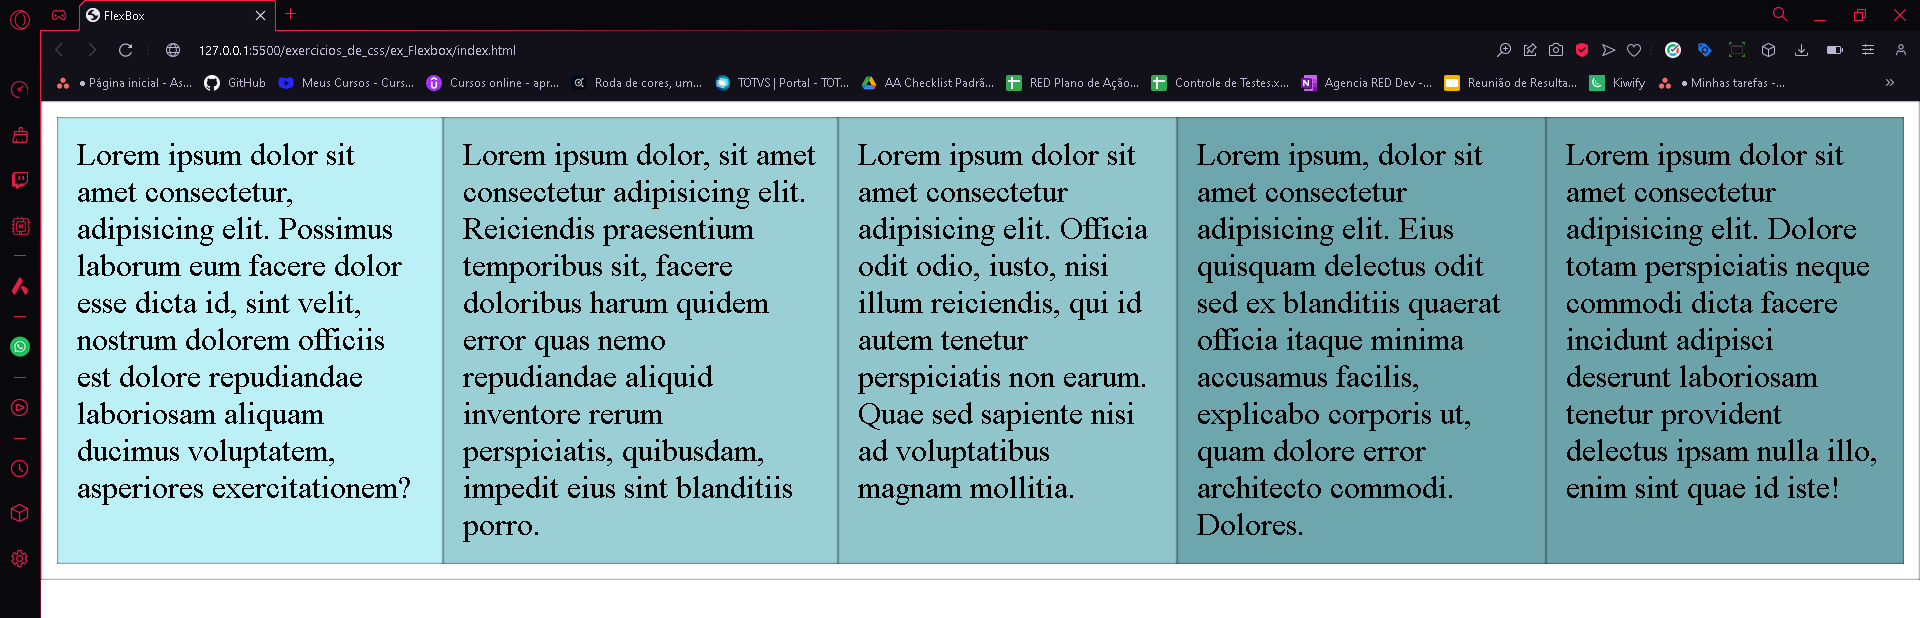 FlexBox
127.0.0.1:5500/exercicios_de_css/ex_Flexbox/index.html
● Página inicial - As... GitHub Meus Cursos - Curs... Cursos online - apr... Roda de cores, um... TOTVS | Portal - TOT... AA Checklist Padrã... RED Plano de Ação... Controle de Testes.x... Agencia RED Dev -... Reunião de Resulta... Kiwify ● Minhas tarefas -... »
Lorem ipsum dolor sit
amet consectetur,
adipisicing elit. Possimus
laborum eum facere dolor
esse dicta id, sint velit,
nostrum dolorem officiis
est dolore repudiandae
laboriosam aliquam
ducimus voluptatem,
asperiores exercitationem?
Lorem ipsum dolor, sit amet
consectetur adipisicing elit.
Reiciendis praesentium
temporibus sit, facere
doloribus harum quidem
error quas nemo
repudiandae aliquid
inventore rerum
perspiciatis, quibusdam,
impedit eius sint blanditiis
porro.
Lorem ipsum dolor sit
amet consectetur
adipisicing elit. Officia
odit odio, iusto, nisi
illum reiciendis, qui id
autem tenetur
perspiciatis non earum.
Quae sed sapiente nisi
ad voluptatibus
magnam mollitia.
Lorem ipsum, dolor sit
amet consectetur
adipisicing elit. Eius
quisquam delectus odit
sed ex blanditiis quaerat
officia itaque minima
accusamus facilis,
explicabo corporis ut,
quam dolore error
architecto commodi.
Dolores.
Lorem ipsum dolor sit
amet consectetur
adipisicing elit. Dolore
totam perspiciatis neque
commodi dicta facere
incidunt adipisci
deserunt laboriosam
tenetur provident
delectus ipsam nulla illo,
enim sint quae id iste!